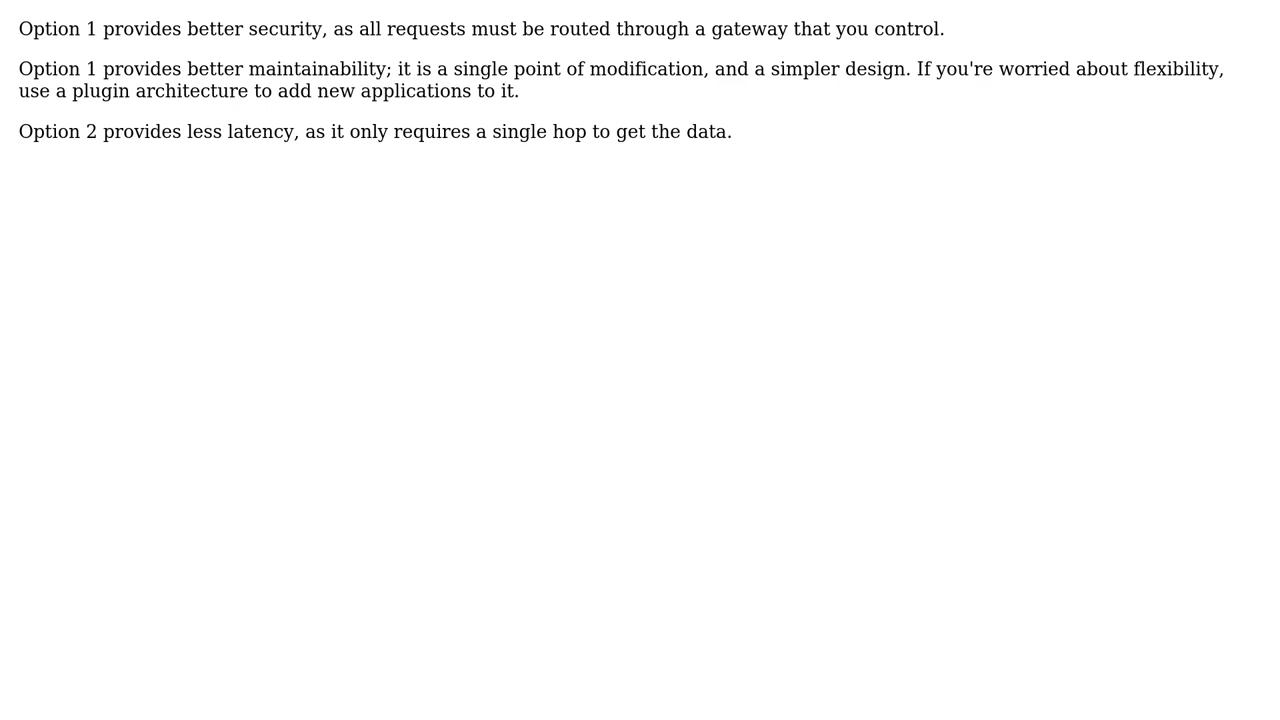 Option 1 provides better security, as all requests must be routed through a gateway that you control.
Option 1 provides better maintainability; it is a single point of modification, and a simpler design. If you're worried about flexibility,
use a plugin architecture to add new applications to it.
Option 2 provides less latency, as it only requires a single hop to get the data.